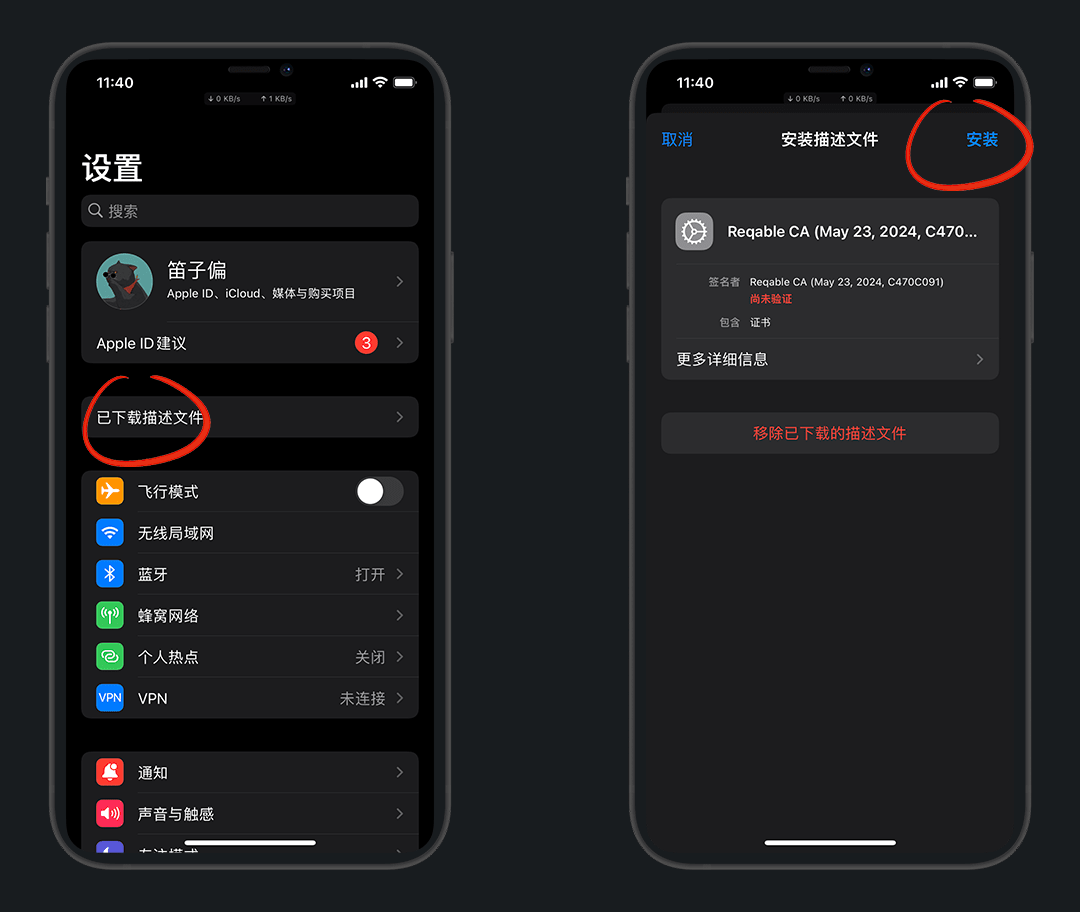 11:40
↓ 0 KB/s ↑ 1 KB/s
设置
搜索
笛子偏
Apple ID、iCloud、媒体与购买项目
Apple ID建议 3
已下载描述文件
飞行模式
无线局域网
蓝牙 打开
蜂窝网络
个人热点 关闭
VPN VPN 未连接
通知
声音与触感
11:40
↓ 0 KB/s ↑ 0 KB/s
取消 安装描述文件 安装
Reqable CA (May 23, 2024, C470...
签名者 Reqable CA (May 23, 2024, C470C091)
尚未验证
包含 证书
更多详细信息
移除已下载的描述文件